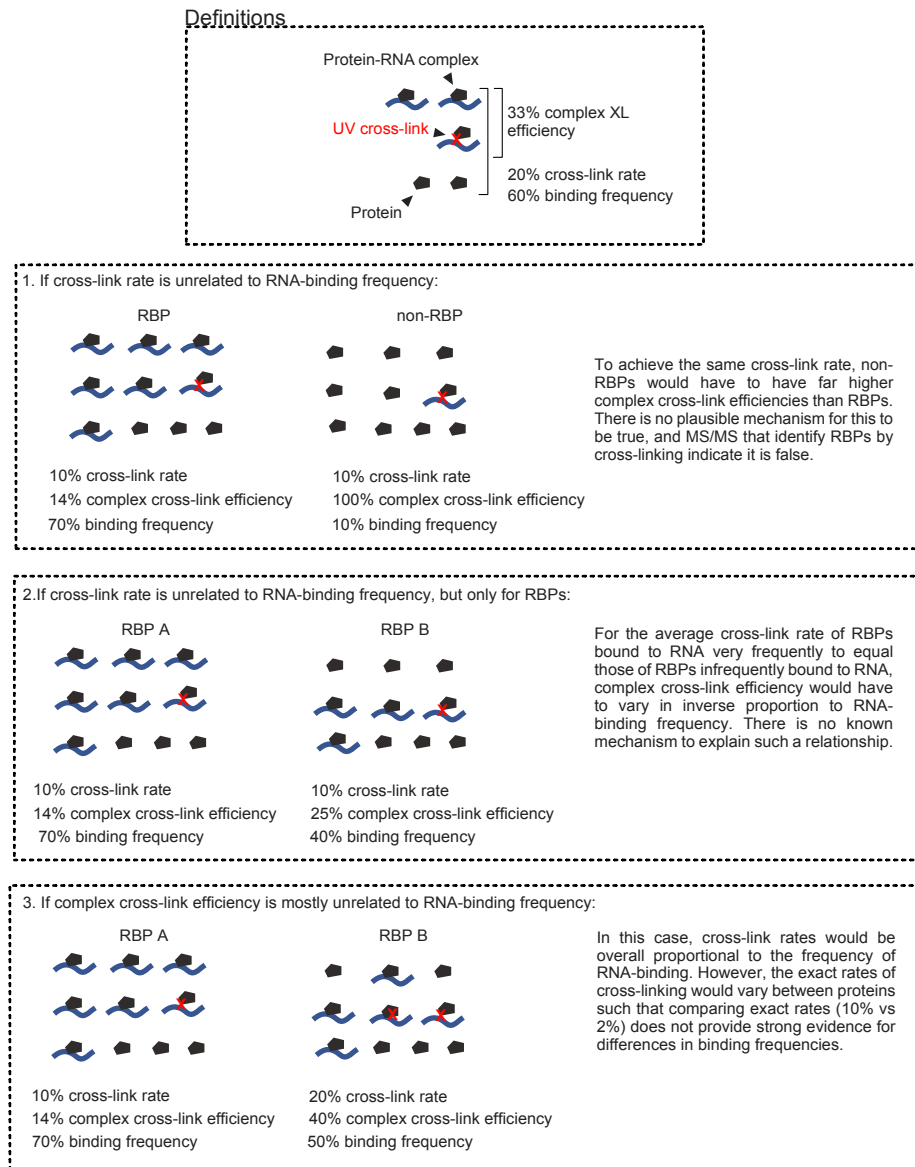 Definitions
Protein-RNA complex
33% complex XL
efficiency
UV cross-link
20% cross-link rate
60% binding frequency
Protein
1. If cross-link rate is unrelated to RNA-binding frequency:
RBP
non-RBP
To achieve the same cross-link rate, non-
RBPs would have to have far higher
complex cross-link efficiencies than RBPs.
There is no plausible mechanism for this to
be true, and MS/MS that identify RBPs by
cross-linking indicate it is false.
10% cross-link rate
14% complex cross-link efficiency
70% binding frequency
10% cross-link rate
100% complex cross-link efficiency
10% binding frequency
2.If cross-link rate is unrelated to RNA-binding frequency, but only for RBPs:
RBP A
RBP B
For the average cross-link rate of RBPs
bound to RNA very frequently to equal
those of RBPs infrequently bound to RNA,
complex cross-link efficiency would have
to vary in inverse proportion to RNA-
binding frequency. There is no known
mechanism to explain such a relationship.
10% cross-link rate
14% complex cross-link efficiency
70% binding frequency
10% cross-link rate
25% complex cross-link efficiency
40% binding frequency
3. If complex cross-link efficiency is mostly unrelated to RNA-binding frequency:
RBP A
RBP B
In this case, cross-link rates would be
overall proportional to the frequency of
RNA-binding. However, the exact rates of
cross-linking would vary between proteins
such that comparing exact rates (10% vs
2%) does not provide strong evidence for
differences in binding frequencies.
10% cross-link rate
14% complex cross-link efficiency
70% binding frequency
20% cross-link rate
40% complex cross-link efficiency
50% binding frequency